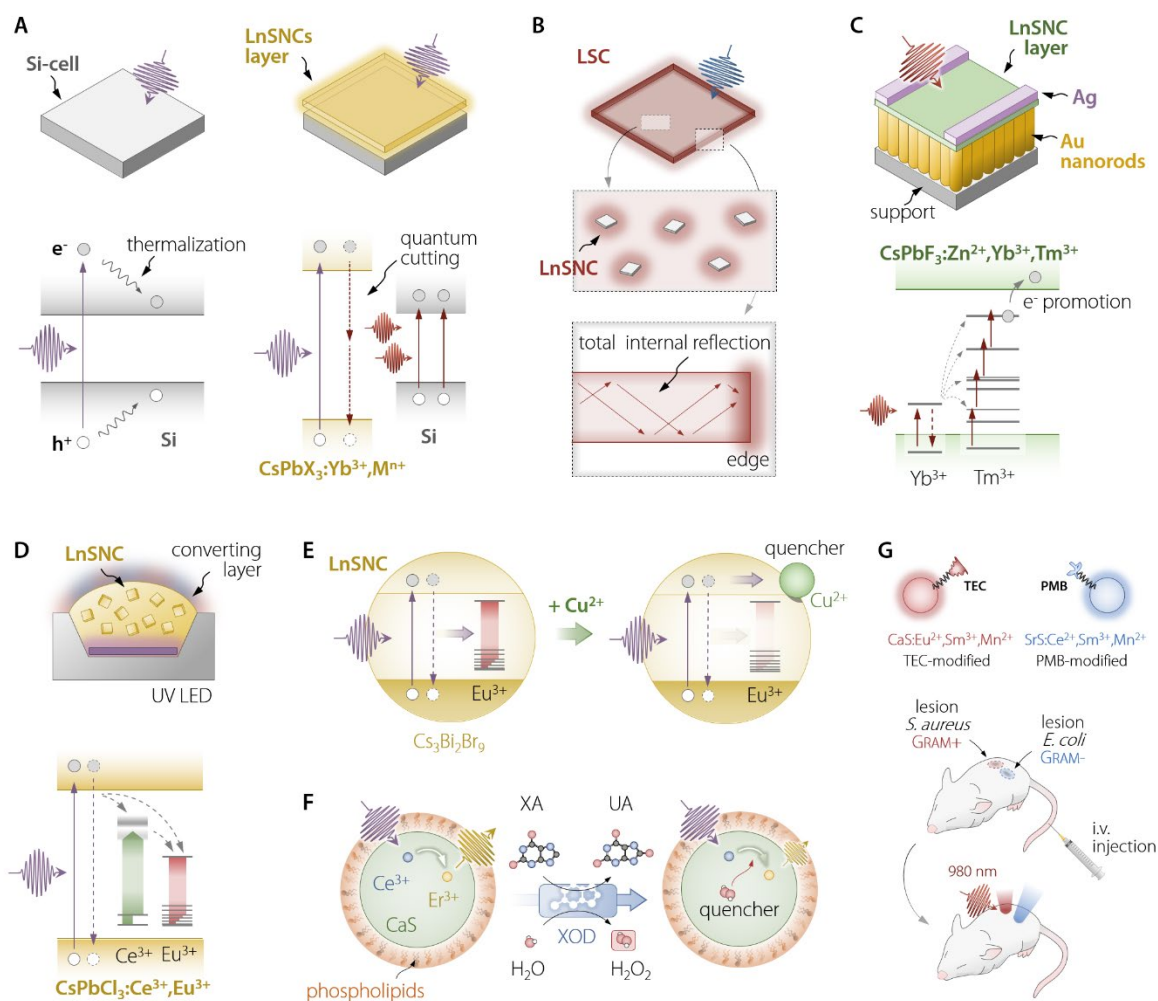 A
Si-cell
LnSNCs
layer
e-
thermalization
h+
Si
quantum
cutting
Si
CsPbX₃:Yb³⁺,Mⁿ⁺
B
LSC
LnSNC
total internal reflection
edge
C
LnSNC
layer
Ag
Au
nanorods
support
CsPbF₃:Zn²⁺,Yb³⁺,Tm³⁺
e⁻ promotion
Yb³⁺
Tm³⁺
D
LnSNC
converting
layer
UV LED
Ce³⁺
Eu³⁺
CsPbCl₃:Ce³⁺,Eu³⁺
E
LnSNC
Eu³⁺
Cs₃Bi₂Br₉
+ Cu²⁺
quencher
Cu²⁺
Eu³⁺
F
Ce³⁺
Er³⁺
CaS
phospholipids
XA
UA
XOD
H₂O
H₂O₂
quencher
G
TEC
PMB
CaS:Eu²⁺,Sm³⁺,Mn²⁺
TEC-modified
SrS:Ce²⁺,Sm³⁺,Mn²⁺
PMB-modified
lesion
S. aureus
GRAM+
lesion
E. coli
GRAM-
i.v.
injection
980 nm